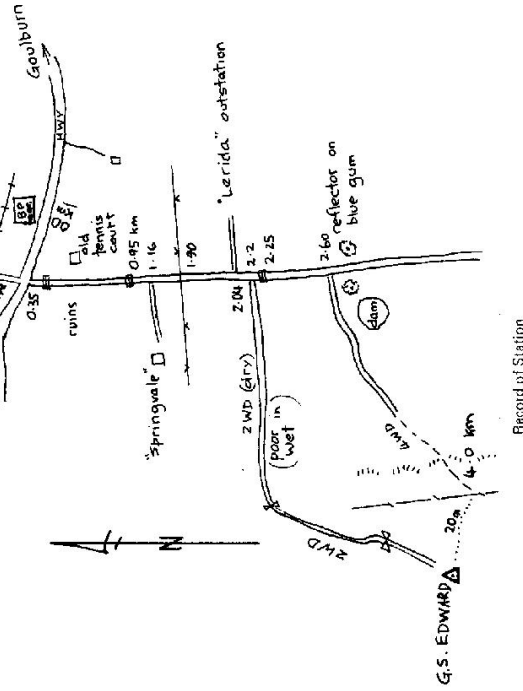 Goulburn
HWY
BP
0.35
old
tennis
court
ruins
0.95 km
1.16
"Springvale"
1.90
"Lerida" outstation
2.04
2.2
2.25
2 WD (dry)
(poor in
wet)
2.60
reflector on
blue gum
dam
4WD
2WD
N
4.0 km
20m
G.S. EDWARD
Record of Station